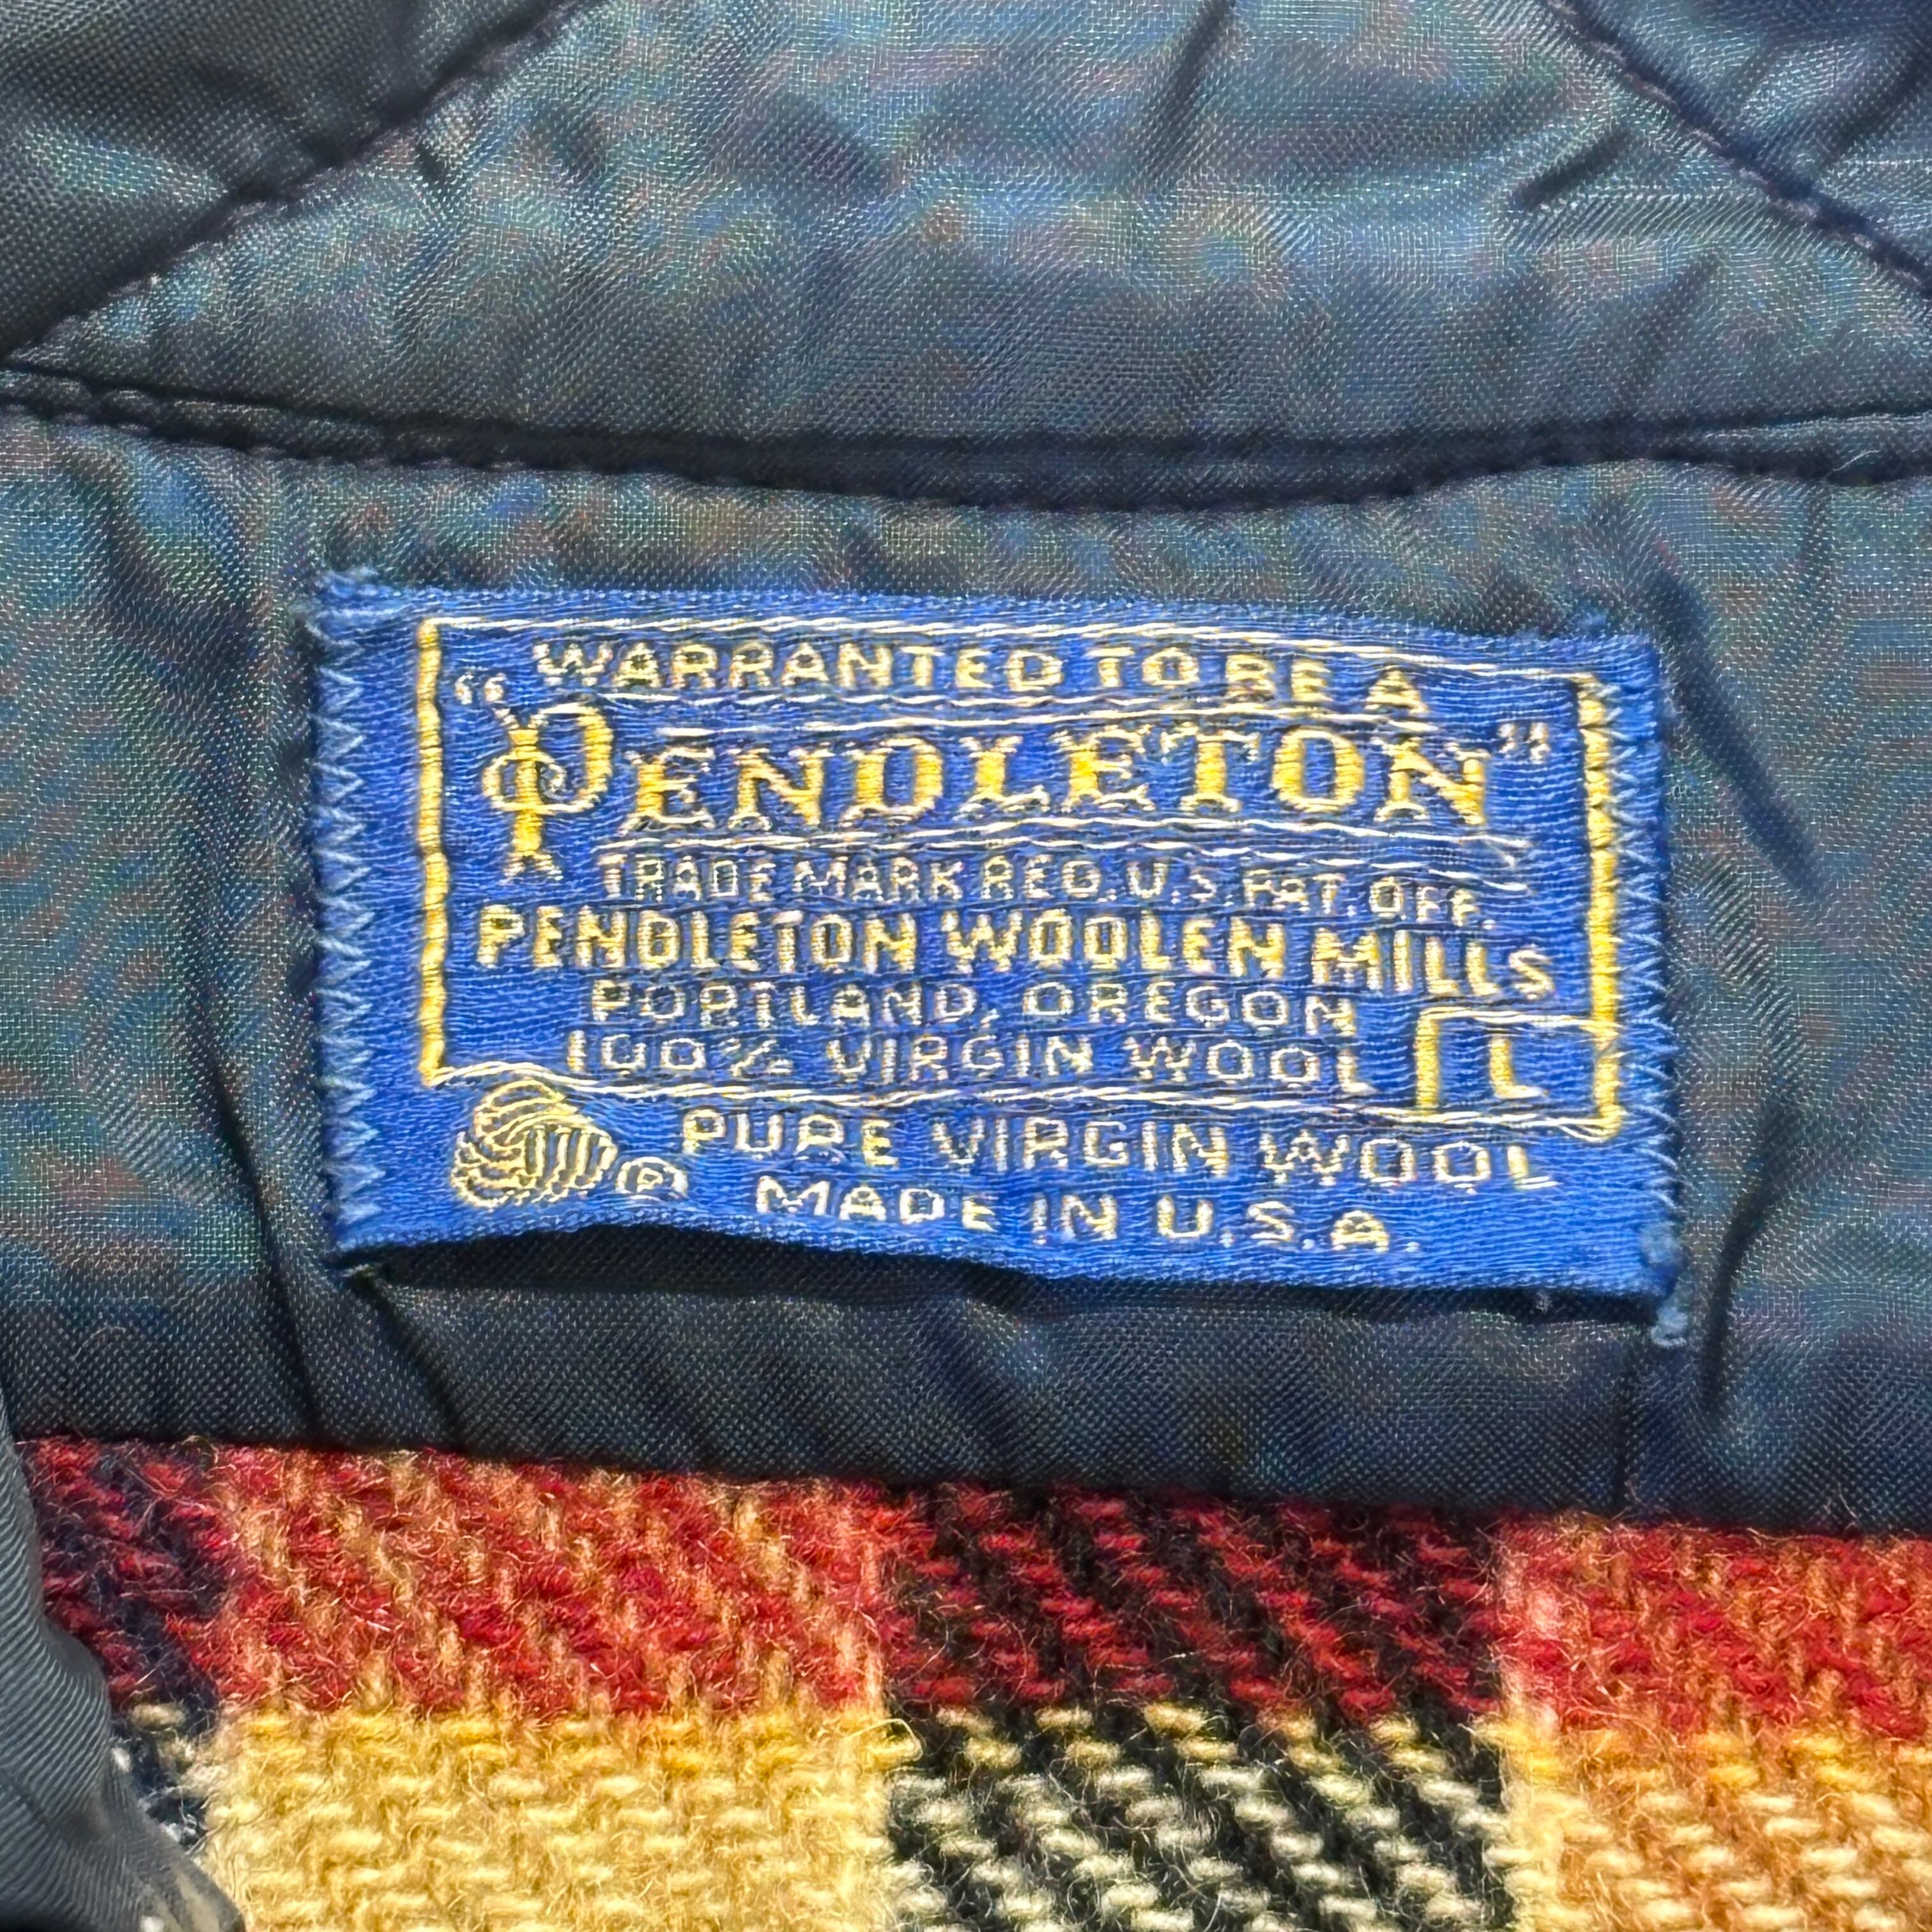 WARRANTED TO BE A
"PENDLETON"
TRADE MARK REG. U.S. PAT. OFF.
PENDLETON WOOLEN MILLS
PORTLAND, OREGON
100% VIRGIN WOOL L
PURE VIRGIN WOOL
® MADE IN U.S.A.